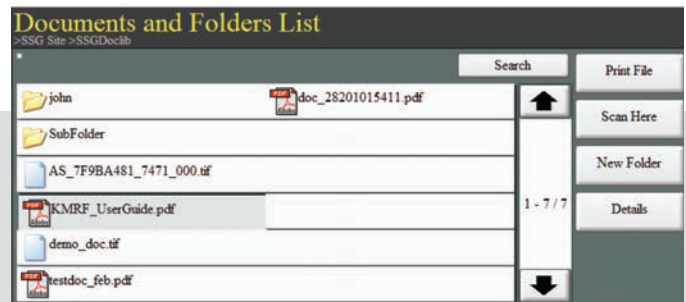 Documents and Folders List
>SSG Site >SSGDoclib
Search
Print File
john
doc_28201015411.pdf
Scan Here
SubFolder
New Folder
AS_7F9BA481_7471_000.tif
KMRF_UserGuide.pdf
1 - 7 / 7
Details
demo_doc.tif
testdoc_feb.pdf